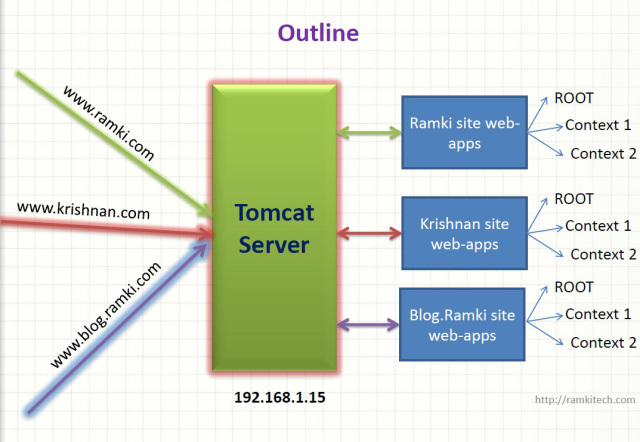 Outline
www.ramki.com
www.krishnan.com
www.blog.ramki.com
Tomcat
Server
192.168.1.15
Ramki site web-
apps
ROOT
Context 1
Context 2
Krishnan site
web-apps
ROOT
Context 1
Context 2
Blog.Ramki site
web-apps
ROOT
Context 1
Context 2
http://ramkitech.com